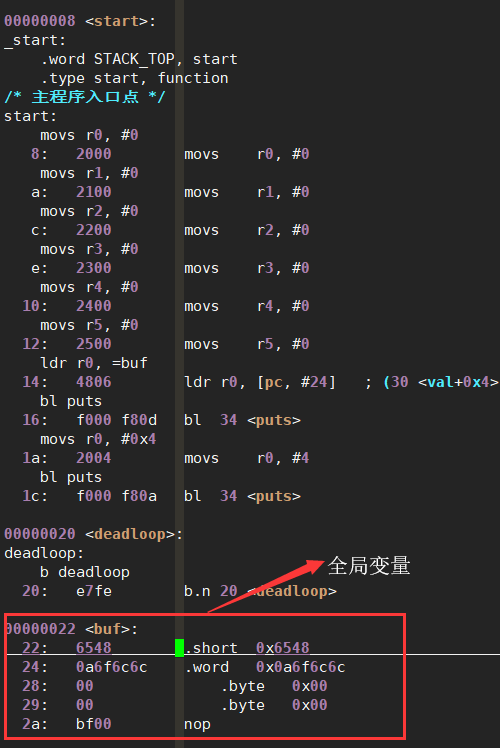 00000008 <start>:
_start:
    .word STACK_TOP, start
    .type start, function
/* 主程序入口点 */
start:
    movs r0, #0
   8:   2000        movs    r0, #0
    movs r1, #0
   a:   2100        movs    r1, #0
    movs r2, #0
   c:   2200        movs    r2, #0
    movs r3, #0
   e:   2300        movs    r3, #0
    movs r4, #0
  10:   2400        movs    r4, #0
    movs r5, #0
  12:   2500        movs    r5, #0
    ldr r0, =buf
  14:   4806        ldr r0, [pc, #24]   ; (30 <val+0x4>
    bl puts
  16:   f000 f80d   bl  34 <puts>
    movs r0, #0x4
  1a:   2004        movs    r0, #4
    bl puts
  1c:   f000 f80a   bl  34 <puts>
00000020 <deadloop>:
deadloop:
    b deadloop
全局变量
  20:   e7fe        b.n 20 <deadloop>
00000022 <buf>:
  22:   6548        .short  0x6548
  24:   0a6f6c6c    .word   0x0a6f6c6c
  28:   00              .byte   0x00
  29:   00              .byte   0x00
  2a:   bf00        nop